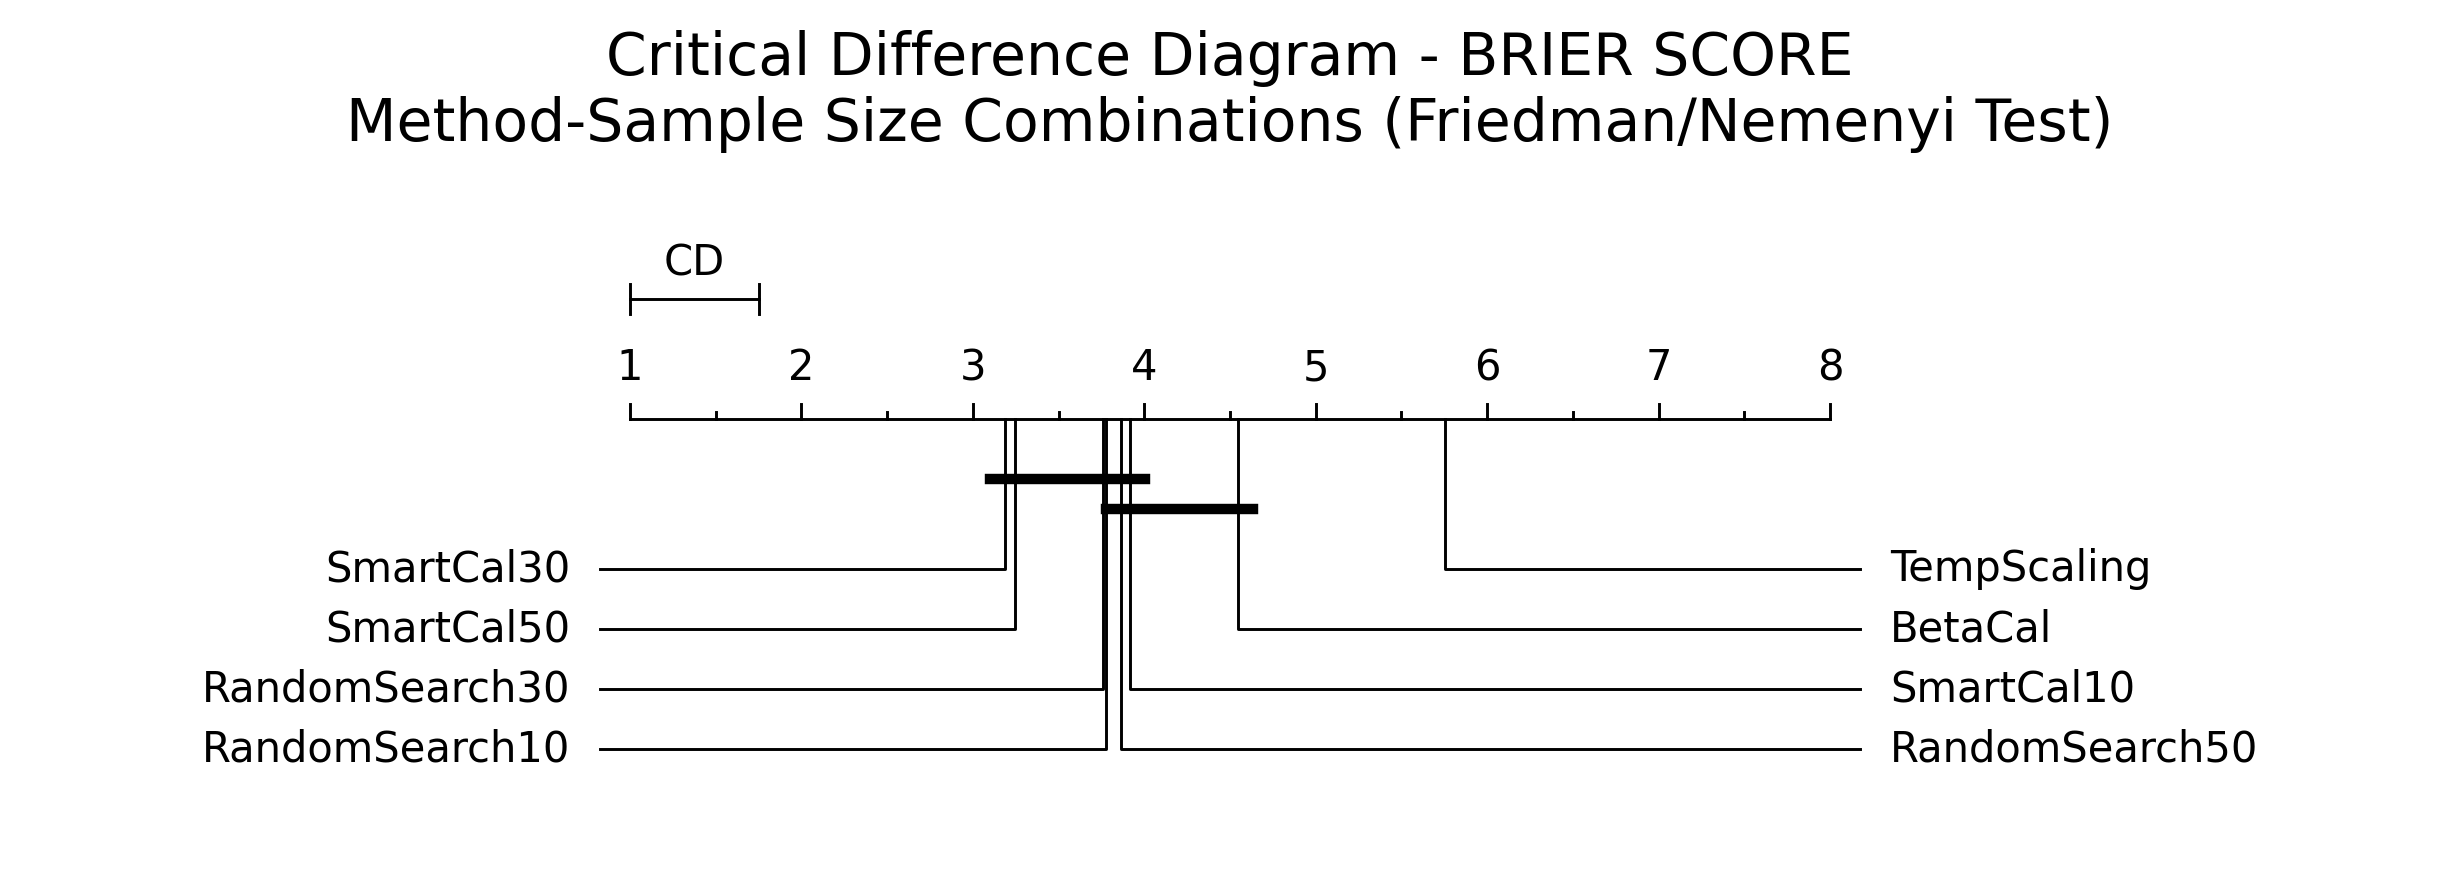 Critical Difference Diagram - BRIER SCORE
Method-Sample Size Combinations (Friedman/Nemenyi Test)
CD
1 2 3 4 5 6 7 8
SmartCal30 TempScaling
SmartCal50 BetaCal
RandomSearch30 SmartCal10
RandomSearch10 RandomSearch50